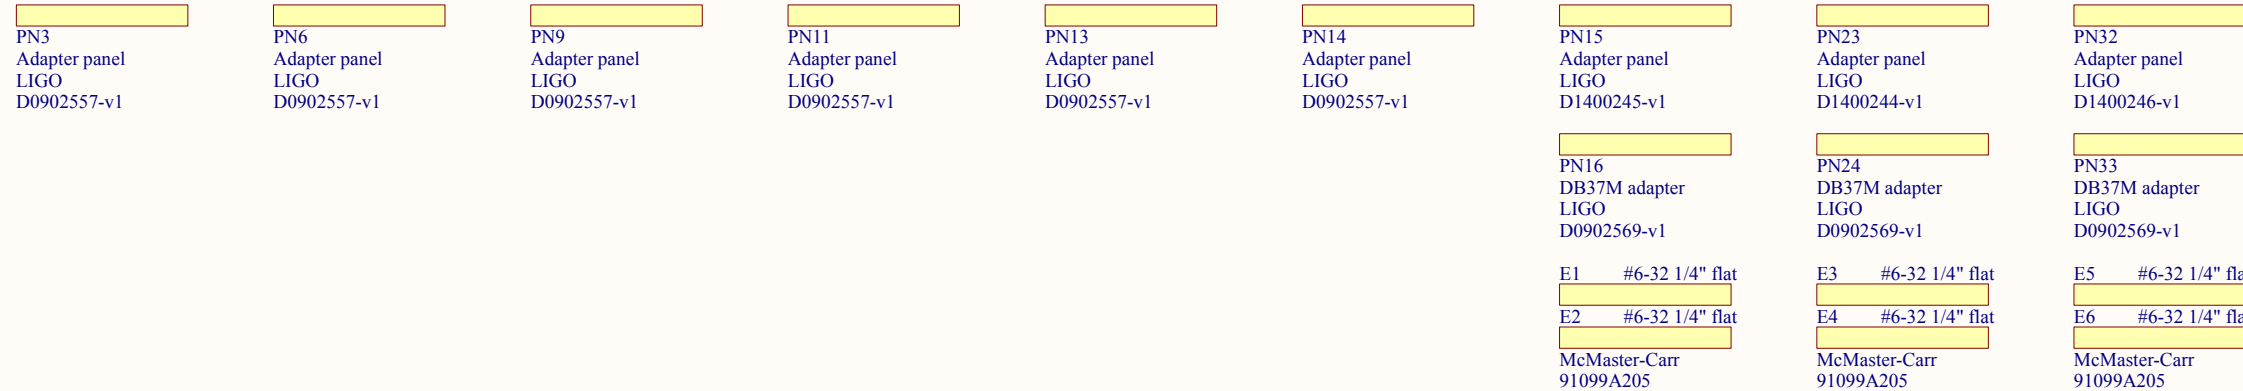 PN3
Adapter panel
LIGO
D0902557-v1
PN6
Adapter panel
LIGO
D0902557-v1
PN9
Adapter panel
LIGO
D0902557-v1
PN11
Adapter panel
LIGO
D0902557-v1
PN13
Adapter panel
LIGO
D0902557-v1
PN14
Adapter panel
LIGO
D0902557-v1
PN15
Adapter panel
LIGO
D1400245-v1
PN23
Adapter panel
LIGO
D1400244-v1
PN32
Adapter panel
LIGO
D1400246-v1
PN16
DB37M adapter
LIGO
D0902569-v1
PN24
DB37M adapter
LIGO
D0902569-v1
PN33
DB37M adapter
LIGO
D0902569-v1
E1 #6-32 1/4" flat
E2 #6-32 1/4" flat
McMaster-Carr
91099A205
E3 #6-32 1/4" flat
E4 #6-32 1/4" flat
McMaster-Carr
91099A205
E5 #6-32 1/4" fla
E6 #6-32 1/4" fla
McMaster-Carr
91099A205